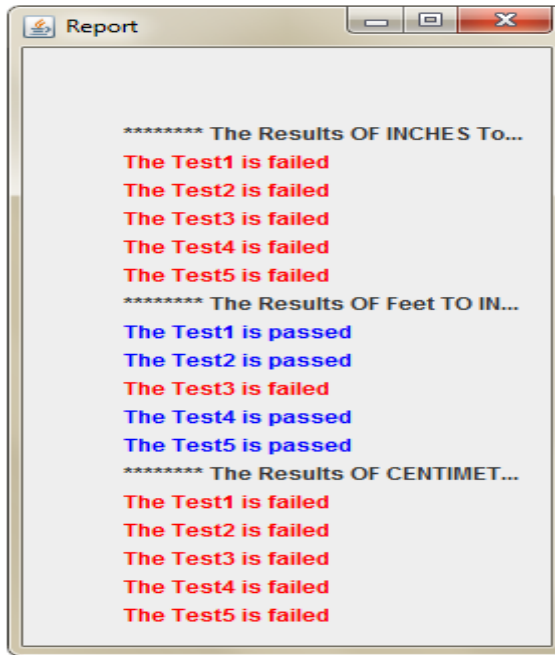 Report
******** The Results OF INCHES To...
The Test1 is failed
The Test2 is failed
The Test3 is failed
The Test4 is failed
The Test5 is failed
******** The Results OF Feet TO IN...
The Test1 is passed
The Test2 is passed
The Test3 is failed
The Test4 is passed
The Test5 is passed
******** The Results OF CENTIMET...
The Test1 is failed
The Test2 is failed
The Test3 is failed
The Test4 is failed
The Test5 is failed